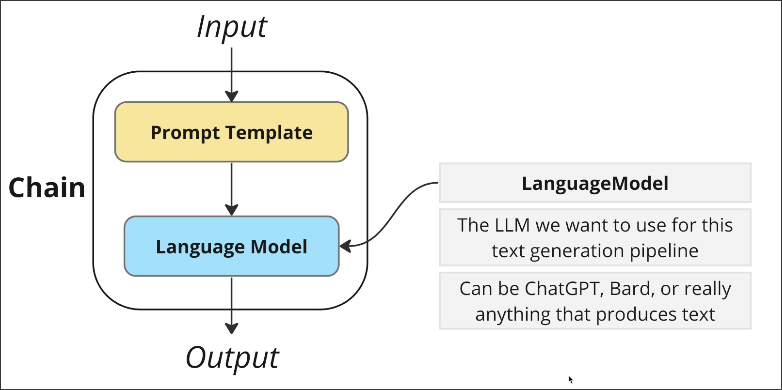 Input
Prompt Template
Chain
Language Model
Output
LanguageModel
The LLM we want to use for this
text generation pipeline
Can be ChatGPT, Bard, or really
anything that produces text